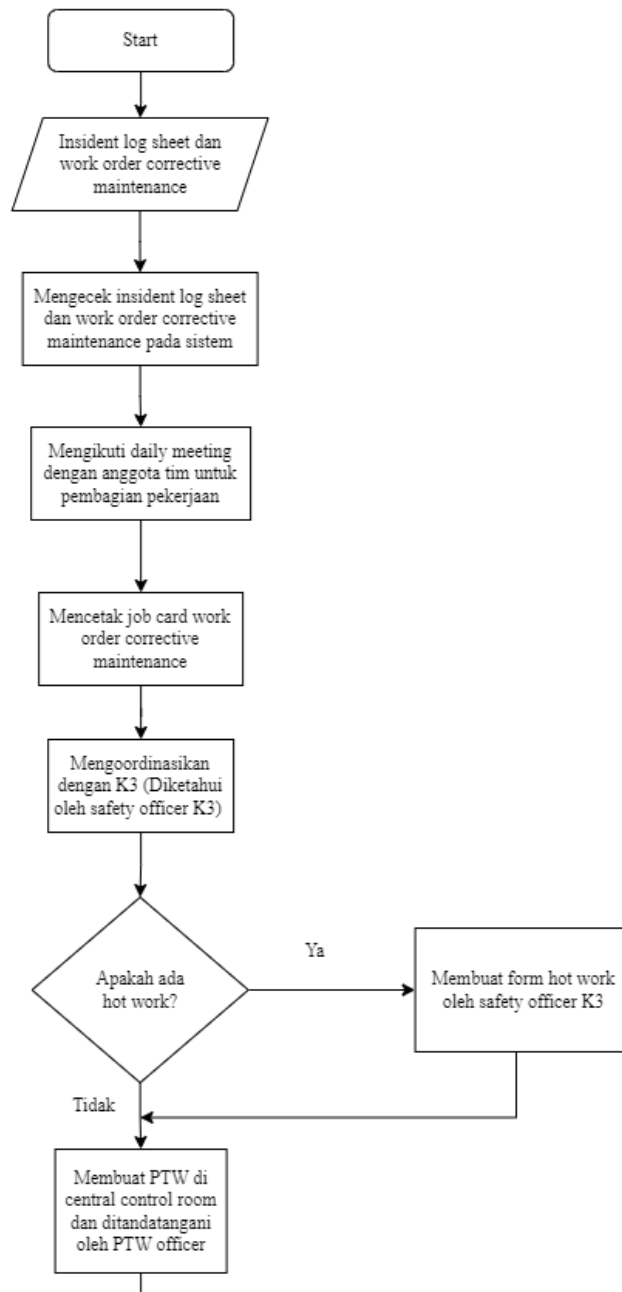 Start
Insident log sheet dan
work order corrective
maintenance
Mengecek insident log sheet
dan work order corrective
maintenance pada sistem
Mengikuti daily meeting
dengan anggota tim untuk
pembagian pekerjaan
Mencetak job card work
order corrective
maintenance
Mengoordinasikan
dengan K3 (Diketahui
oleh safety officer K3)
Apakah ada
hot work?
Ya
Membuat form hot work
oleh safety officer K3
Tidak
Membuat PTW di
central control room
dan ditandatangani
oleh PTW officer